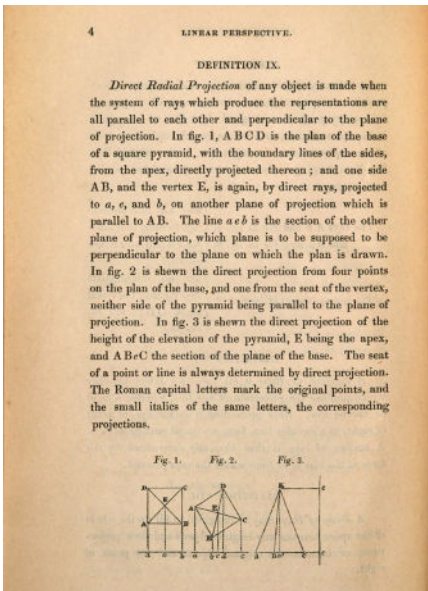 4 LINEAR PERSPECTIVE.
DEFINITION IX.
Direct Radial Projection of any object is made when
the system of rays which produce the representations are
all parallel to each other and perpendicular to the plane
of projection. In fig. 1, A B C D is the plan of the base
of a square pyramid, with the boundary lines of the sides,
from the apex, directly projected thereon; and one side
A B, and the vertex E, is again, by direct rays, projected
to a, e, and b, on another plane of projection which is
parallel to A B. The line a e b is the section of the other
plane of projection, which plane is to be supposed to be
perpendicular to the plane on which the plan is drawn.
In fig. 2 is shewn the direct projection from four points
on the plan of the base, and one from the seat of the vertex,
neither side of the pyramid being parallel to the plane of
projection. In fig. 3 is shewn the direct projection of the
height of the elevation of the pyramid, E being the apex,
and A B e C the section of the plane of the base. The seat
of a point or line is always determined by direct projection.
The Roman capital letters mark the original points, and
the small italics of the same letters, the corresponding
projections.
Fig. 1. Fig. 2. Fig. 3.
D C D E
A E B A E C B
a e b a c